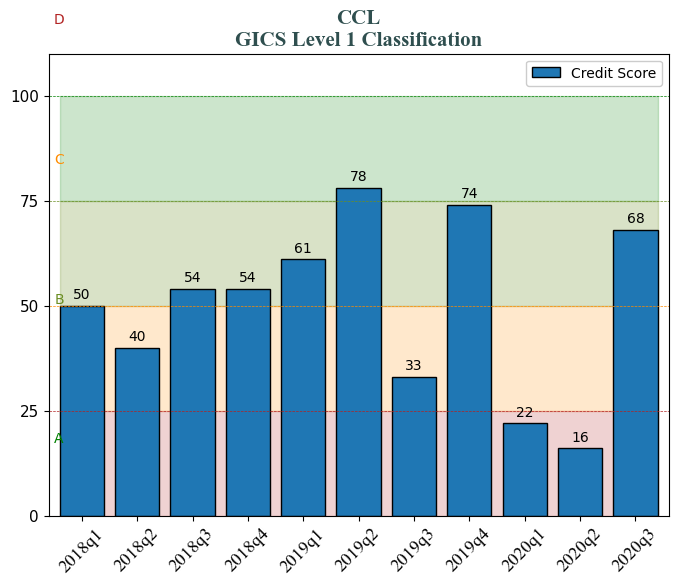 D
CCL
GICS Level 1 Classification
Credit Score
100
C
78
74
75
68
61
54
54
B
50
50
40
33
25
22
16
A
0
2018q1
2018q2
2018q3
2018q4
2019q1
2019q2
2019q3
2019q4
2020q1
2020q2
2020q3